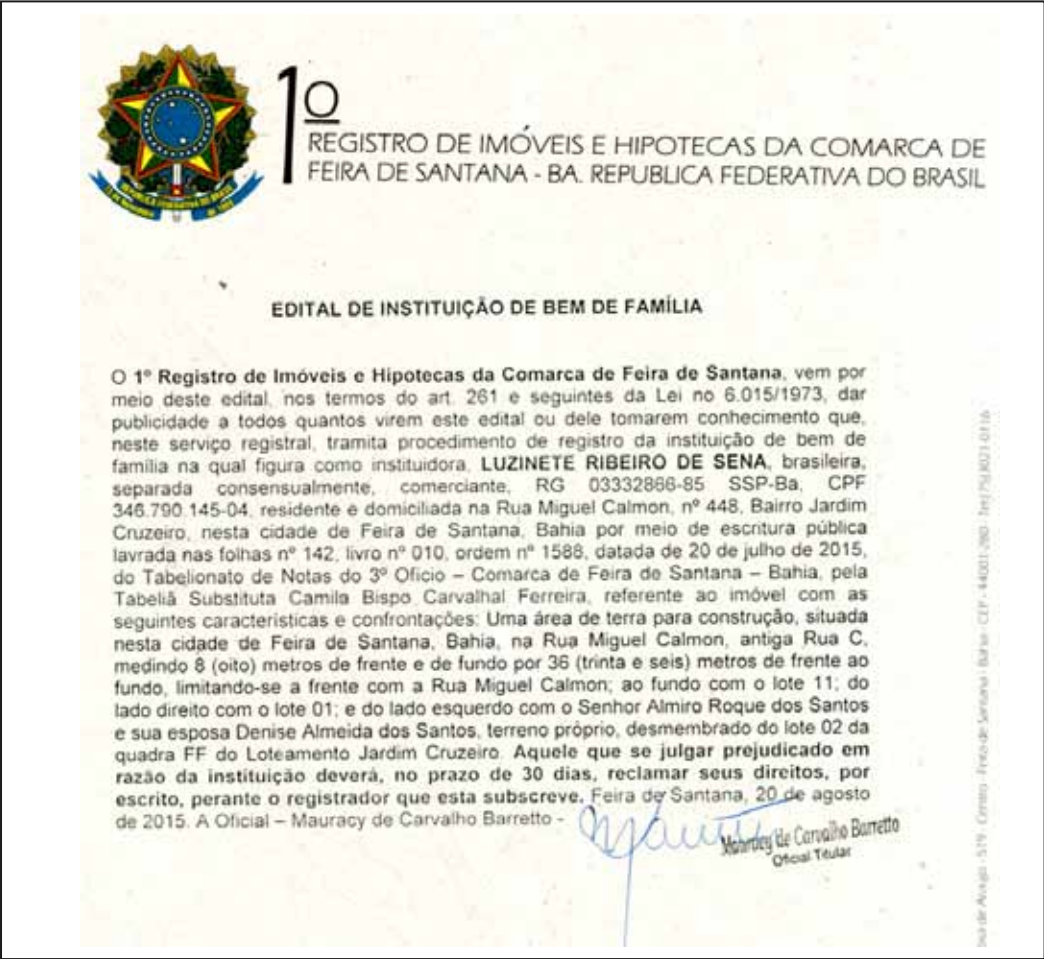 1º
REGISTRO DE IMÓVEIS E HIPOTECAS DA COMARCA DE
FEIRA DE SANTANA - BA. REPUBLICA FEDERATIVA DO BRASIL
EDITAL DE INSTITUIÇÃO DE BEM DE FAMÍLIA
O 1º Registro de Imóveis e Hipotecas da Comarca de Feira de Santana, vem por
meio deste edital, nos termos do art. 261 e seguintes da Lei no 6.015/1973, dar
publicidade a todos quantos virem este edital ou dele tomarem conhecimento que,
neste serviço registral, tramita procedimento de registro da instituição de bem de
família na qual figura como instituidora, LUZINETE RIBEIRO DE SENA, brasileira,
separada consensualmente, comerciante, RG 03332866-85 SSP-Ba, CPF
346.790.145-04, residente e domiciliada na Rua Miguel Calmon, nº 448, Bairro Jardim
Cruzeiro, nesta cidade de Feira de Santana, Bahia por meio de escritura pública
lavrada nas folhas nº 142, livro nº 010, ordem nº 1588, datada de 20 de julho de 2015,
do Tabelionato de Notas do 3º Oficio – Comarca de Feira de Santana – Bahia, pela
Tabeliã Substituta Camila Bispo Carvalhal Ferreira, referente ao imóvel com as
seguintes características e confrontações: Uma área de terra para construção, situada
nesta cidade de Feira de Santana, Bahia, na Rua Miguel Calmon, antiga Rua C,
medindo 8 (oito) metros de frente e de fundo por 36 (trinta e seis) metros de frente ao
fundo, limitando-se a frente com a Rua Miguel Calmon; ao fundo com o lote 11; do
lado direito com o lote 01; e do lado esquerdo com o Senhor Almiro Roque dos Santos
e sua esposa Denise Almeida dos Santos, terreno próprio, desmembrado do lote 02 da
quadra FF do Loteamento Jardim Cruzeiro. Aquele que se julgar prejudicado em
razão da instituição deverá, no prazo de 30 dias, reclamar seus direitos, por
escrito, perante o registrador que esta subscreve. Feira de Santana, 20 de agosto
de 2015. A Oficial – Mauracy de Carvalho Barretto -
Mauracy de Carvalho Barretto
Oficial Titular